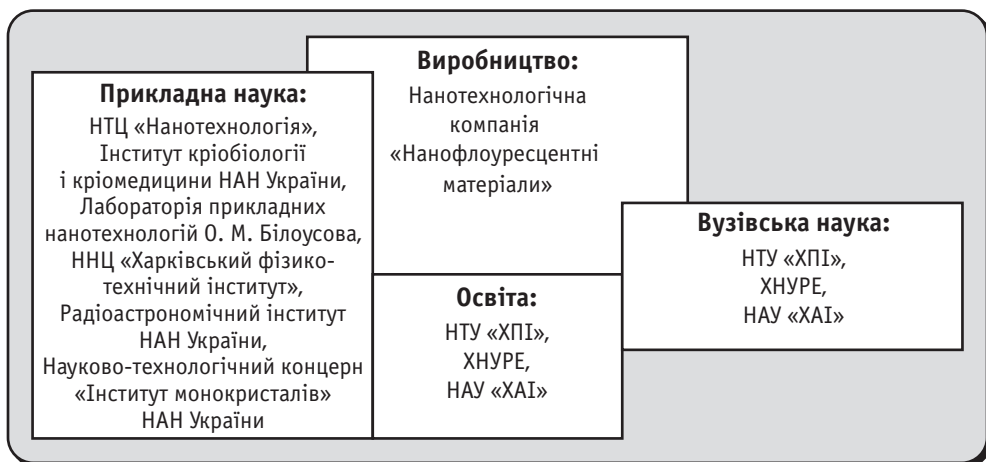 Прикладна наука:
НТЦ «Нанотехнологія»,
Інститут кріобіології
і кріомедицини НАН України,
Лабораторія прикладних
нанотехнологій О. М. Білоусова,
ННЦ «Харківський фізико-
технічний інститут»,
Радіоастрономічний інститут
НАН України,
Науково-технологічний концерн
«Інститут монокристалів»
НАН України
Виробництво:
Нанотехнологічна
компанія
«Нанофлоуресцентні
матеріали»
Освіта:
НТУ «ХПІ»,
ХНУРЕ,
НАУ «ХАІ»
Вузівська наука:
НТУ «ХПІ»,
ХНУРЕ,
НАУ «ХАІ»